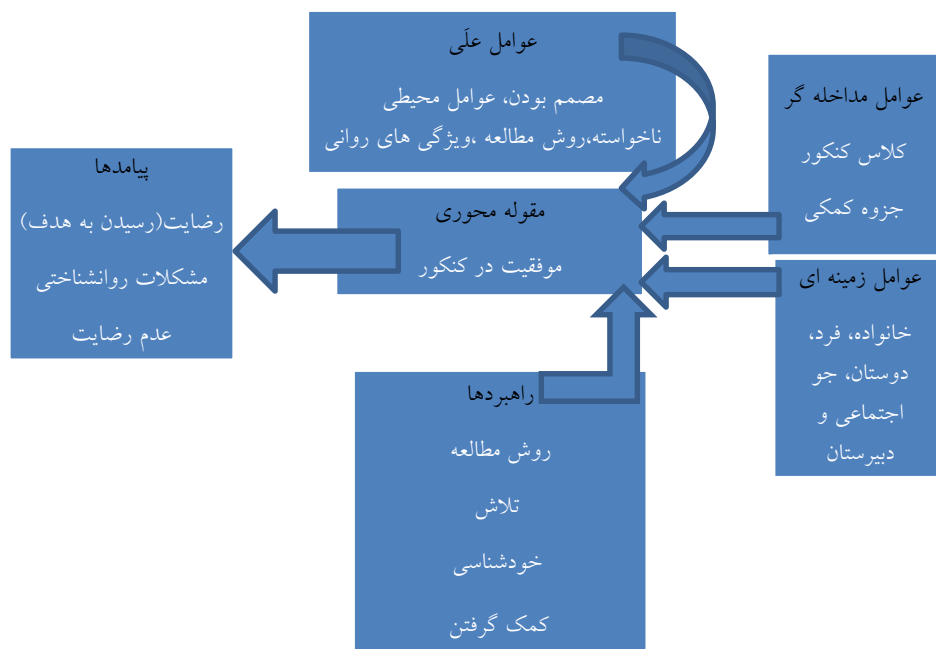 عوامل علَی
مصمم بودن، عوامل محیطی
ناخواسته،روش مطالعه ،ویژگی های روانی
عوامل مداخله گر
کلاس کنکور
جزوه کمکی
پیامدها
رضایت(رسیدن به هدف)
مشکلات روانشناختی
عدم رضایت
مقوله محوری
موفقیت در کنکور
عوامل زمینه ای
خانواده، فرد،
دوستان، جو
اجتماعی و
دبیرستان
راهبردها
روش مطالعه
تلاش
خودشناسی
کمک گرفتن